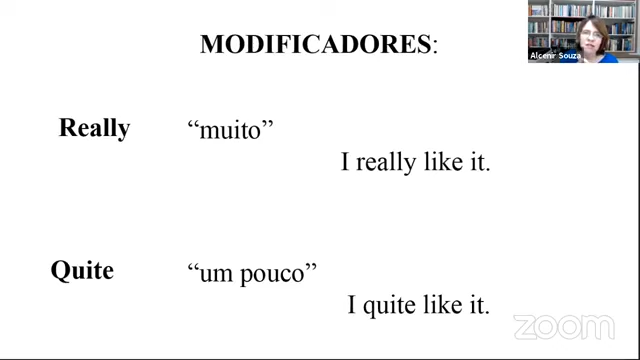 MODIFICADORES:
Alcenir Souza
Really “muito”
I really like it.
Quite “um pouco”
I quite like it.
zoom